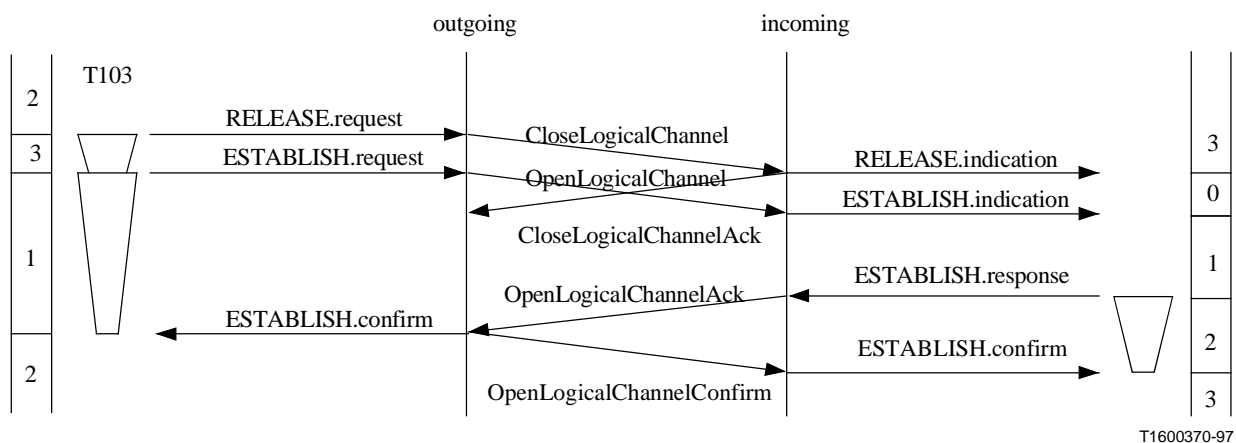 outgoing
incoming
T103
2
RELEASE.request
CloseLogicalChannel
3
3
ESTABLISH.request
RELEASE.indication
OpenLogicalChannel
0
ESTABLISH.indication
CloseLogicalChannelAck
1
1
ESTABLISH.response
OpenLogicalChannelAck
ESTABLISH.confirm
ESTABLISH.confirm
2
2
OpenLogicalChannelConfirm
3
T1600370-97